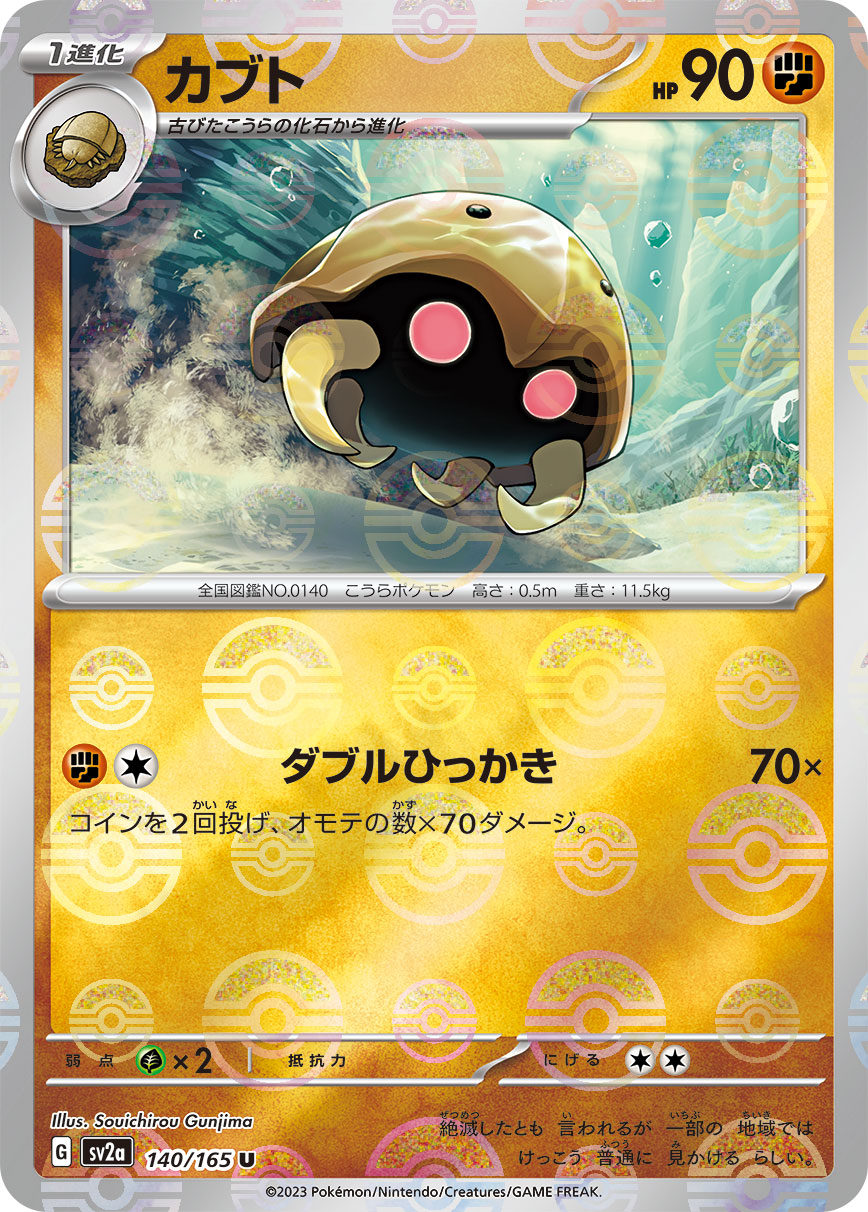 1進化
カブト
HP 90
古びたこうらの化石から進化
全国図鑑NO.0140 こうらポケモン 高さ:0.5m 重さ:11.5kg
ダブルひっかき 70×
コインを2回投げ、オモテの数×70ダメージ。
弱点 ×2 抵抗力 にげる
Illus. Souichirou Gunjima
G sv2a 140/165 U
絶滅したとも 言われるが 一部の 地域では
けっこう 普通に 見かける らしい。
©2023 Pokémon/Nintendo/Creatures/GAME FREAK.